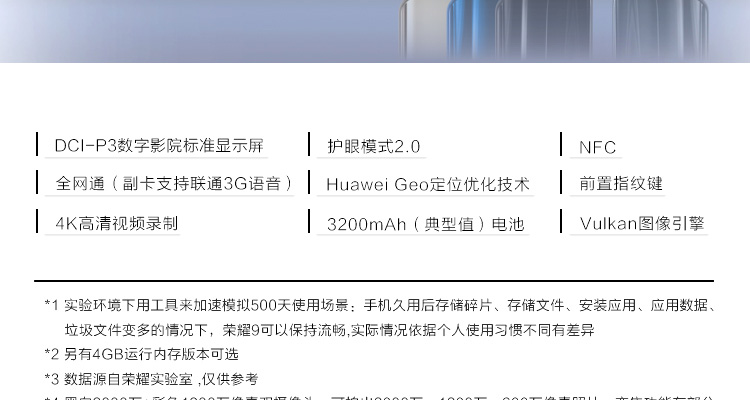 DCI-P3数字影院标准显示屏
护眼模式2.0
NFC
全网通（副卡支持联通3G语音）
Huawei Geo定位优化技术
前置指纹键
4K高清视频录制
3200mAh（典型值）电池
Vulkan图像引擎
*1 实验环境下用工具来加速模拟500天使用场景；手机久用后存储碎片、存储文件、安装应用、应用数据、
垃圾文件变多的情况下，荣耀9可以保持流畅,实际情况依据个人使用习惯不同有差异
*2 另有4GB运行内存版本可选
*3 数据源自荣耀实验室 ,仅供参考